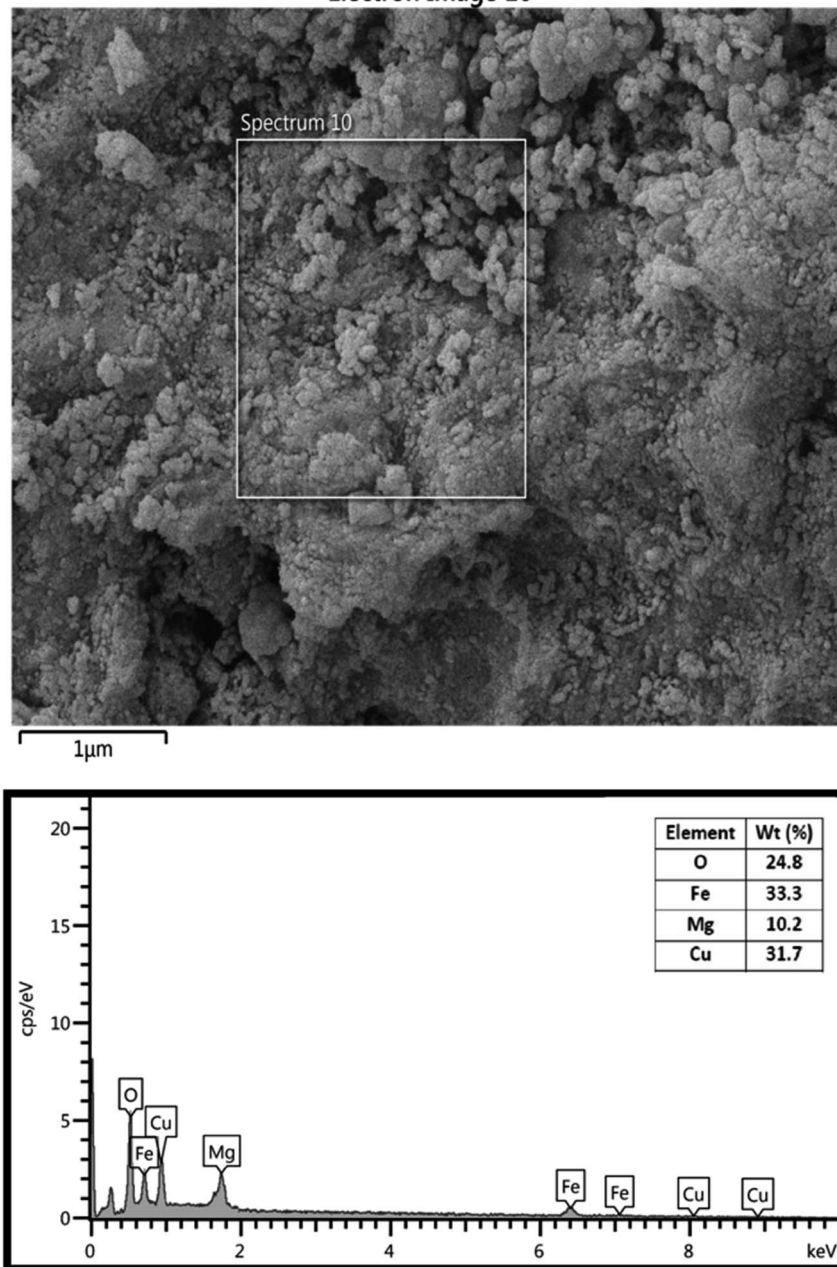 Spectrum 10
1µm
Element Wt (%)
O 24.8
Fe 33.3
Mg 10.2
Cu 31.7
cps/eV
20
15
10
5
0
O
Fe
Cu
Mg
Fe
Fe
Cu
Cu
0 2 4 6 8 keV